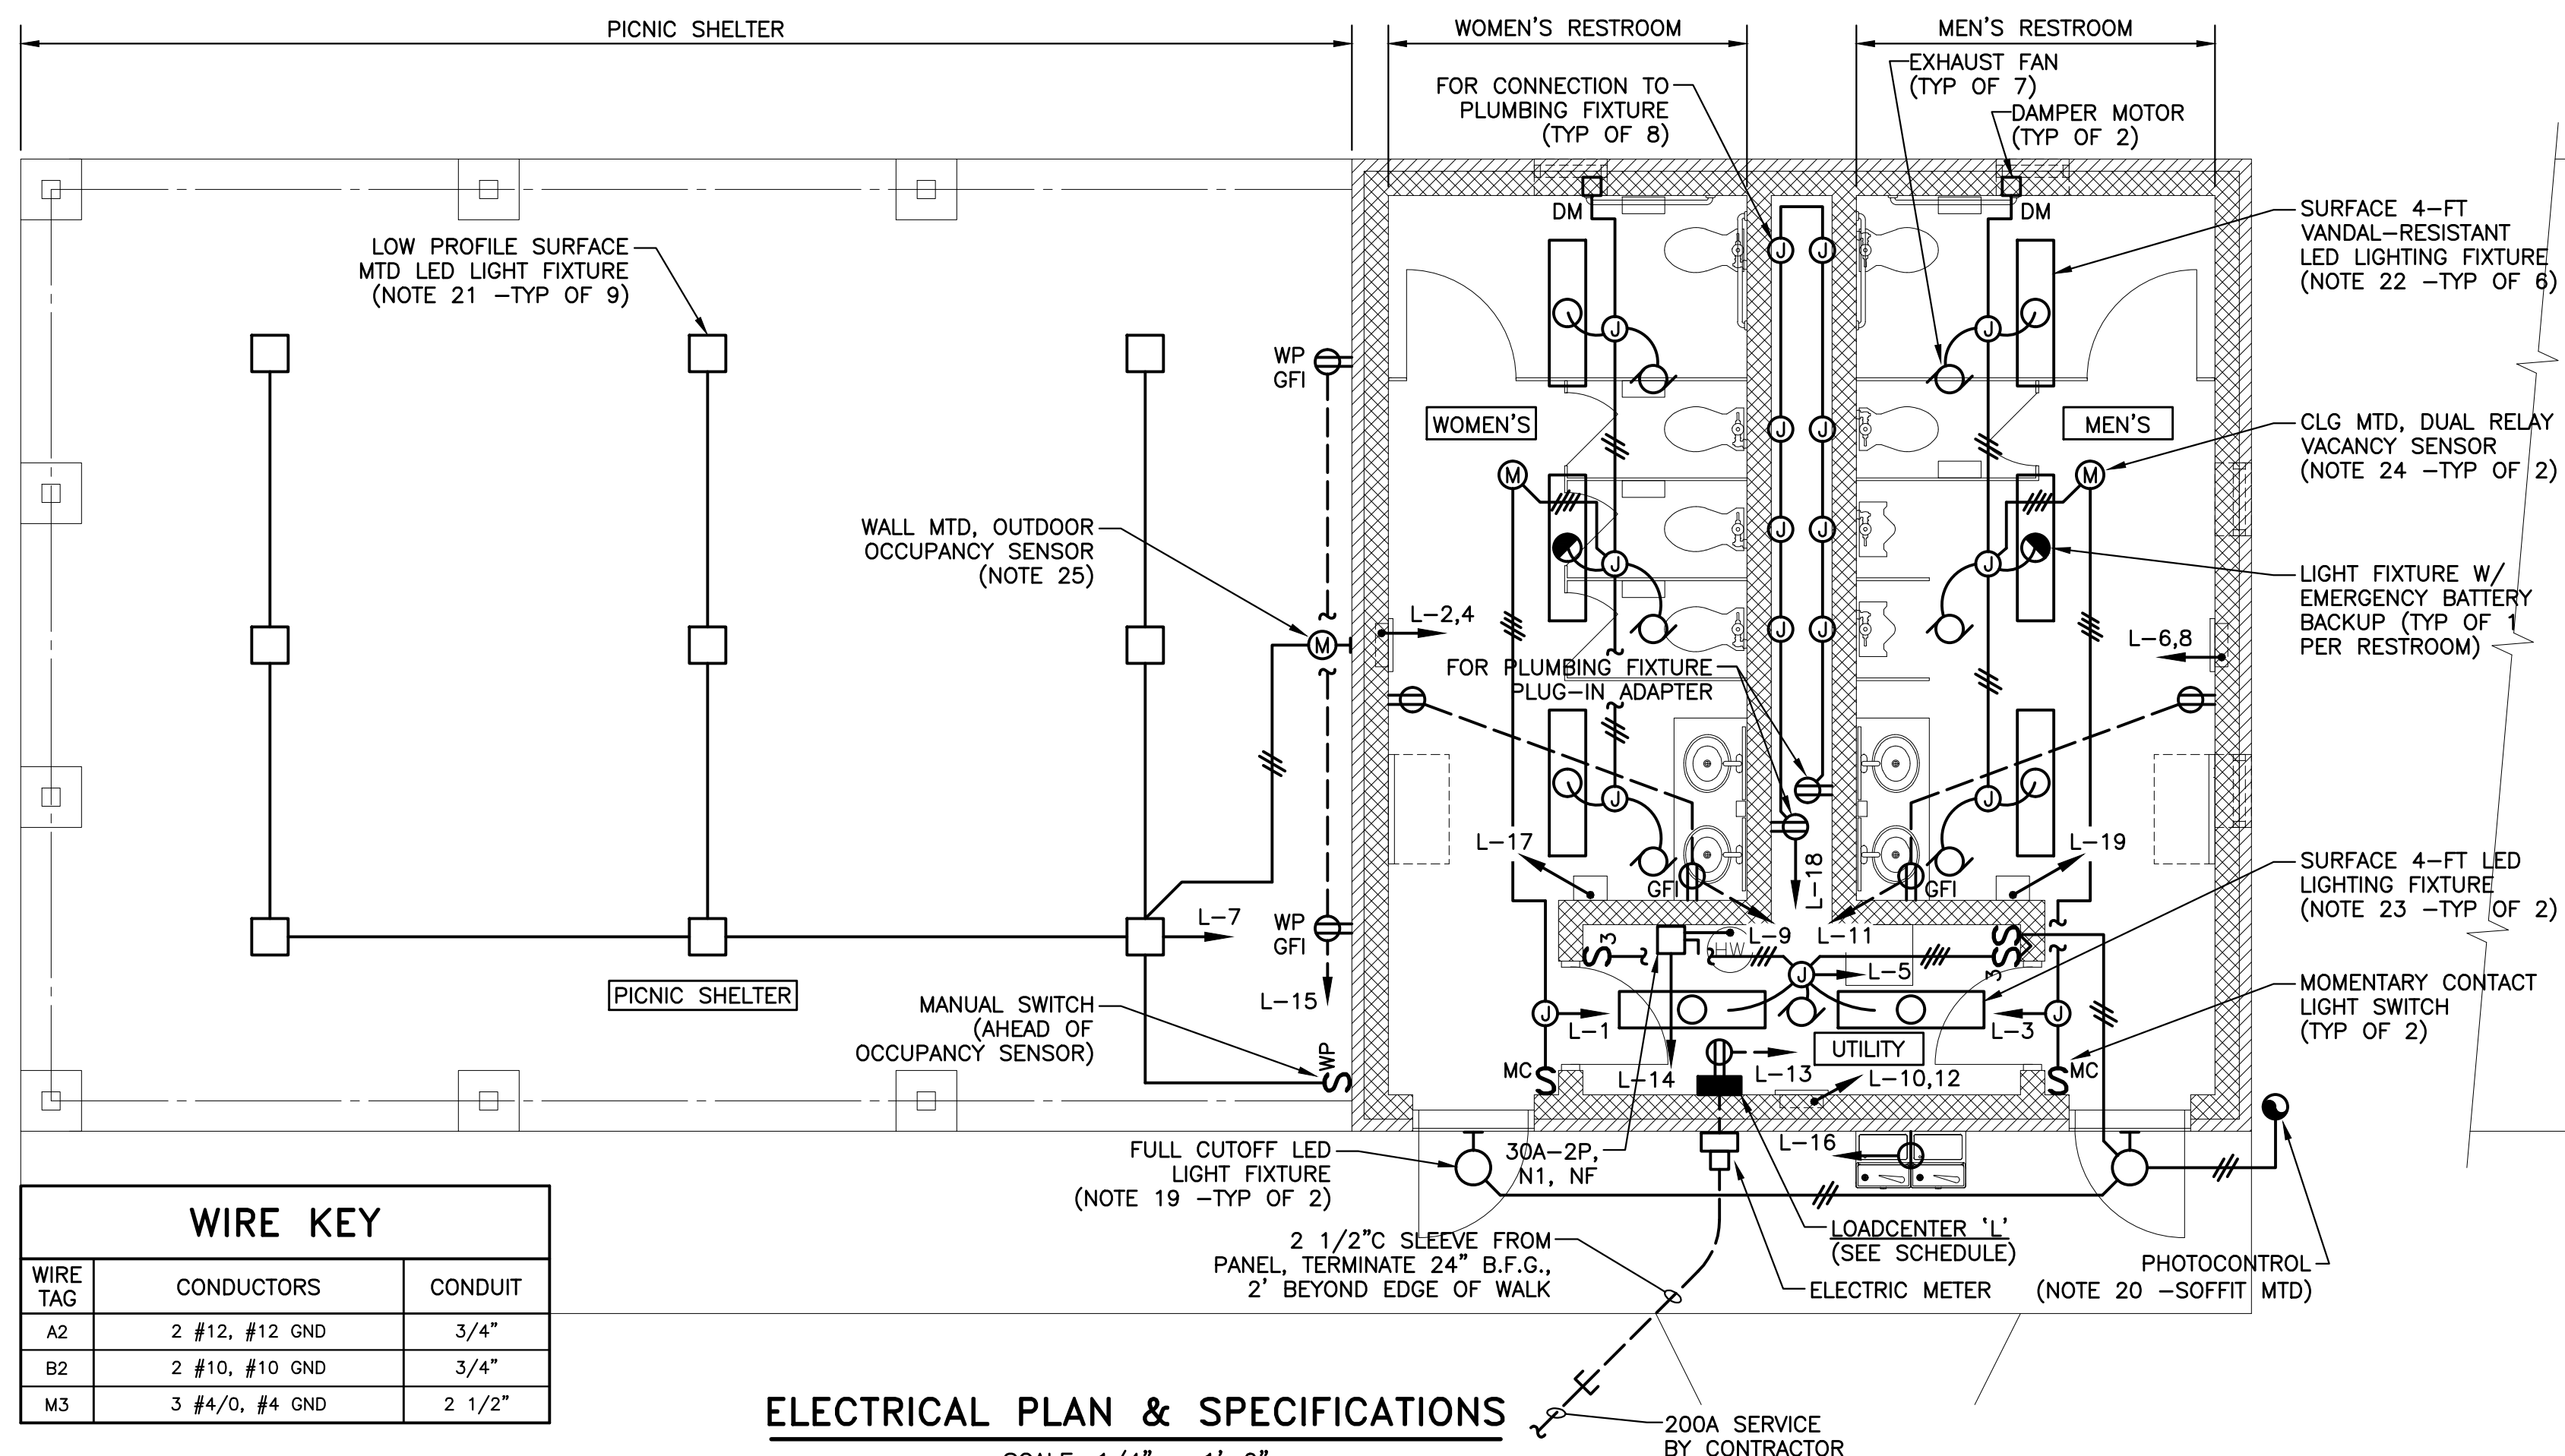 PICNIC SHELTER
WOMEN'S RESTROOM
MEN'S RESTROOM
FOR CONNECTION TO
PLUMBING FIXTURE
(TYP OF 8)
EXHAUST FAN
(TYP OF 7)
DAMPER MOTOR
(TYP OF 2)
DM
DM
SURFACE 4-FT
VANDAL-RESISTANT
LED LIGHTING FIXTURE
(NOTE 22 -TYP OF 6)
LOW PROFILE SURFACE
MTD LED LIGHT FIXTURE
(NOTE 21 -TYP OF 9)
J
J
J
J
WP
GFI
WOMEN'S
MEN'S
J
J
CLG MTD, DUAL RELAY
VACANCY SENSOR
(NOTE 24 -TYP OF 2)
M
M
WALL MTD, OUTDOOR
OCCUPANCY SENSOR
(NOTE 25)
J
J
J
J
LIGHT FIXTURE W/
EMERGENCY BATTERY
BACKUP (TYP OF 1
PER RESTROOM)
M
L-2,4
J
J
L-6,8
FOR PLUMBING FIXTURE
PLUG-IN ADAPTER
J
J
L-17
L-19
L-18
GFI
GFI
SURFACE 4-FT LED
LIGHTING FIXTURE
(NOTE 23 -TYP OF 2)
WP
GFI
L-7
L-9
L-11
S3
HW
S
S3
J
L-5
PICNIC SHELTER
L-15
MANUAL SWITCH
(AHEAD OF
OCCUPANCY SENSOR)
WP
S
J
L-1
L-3
J
MOMENTARY CONTACT
LIGHT SWITCH
(TYP OF 2)
UTILITY
MC
S
L-14
L-13
L-10,12
S
MC
FULL CUTOFF LED
LIGHT FIXTURE
(NOTE 19 -TYP OF 2)
30A-2P,
N1, NF
L-16
2 1/2"C SLEEVE FROM
PANEL, TERMINATE 24" B.F.G.,
2' BEYOND EDGE OF WALK
LOADCENTER 'L'
(SEE SCHEDULE)
ELECTRIC METER
PHOTOCONTROL
(NOTE 20 -SOFFIT MTD)
WIRE KEY
WIRE
TAG
CONDUCTORS
CONDUIT
A2
2 #12, #12 GND
3/4"
B2
2 #10, #10 GND
3/4"
M3
3 #4/0, #4 GND
2 1/2"
ELECTRICAL PLAN & SPECIFICATIONS
200A SERVICE
BY CONTRACTOR